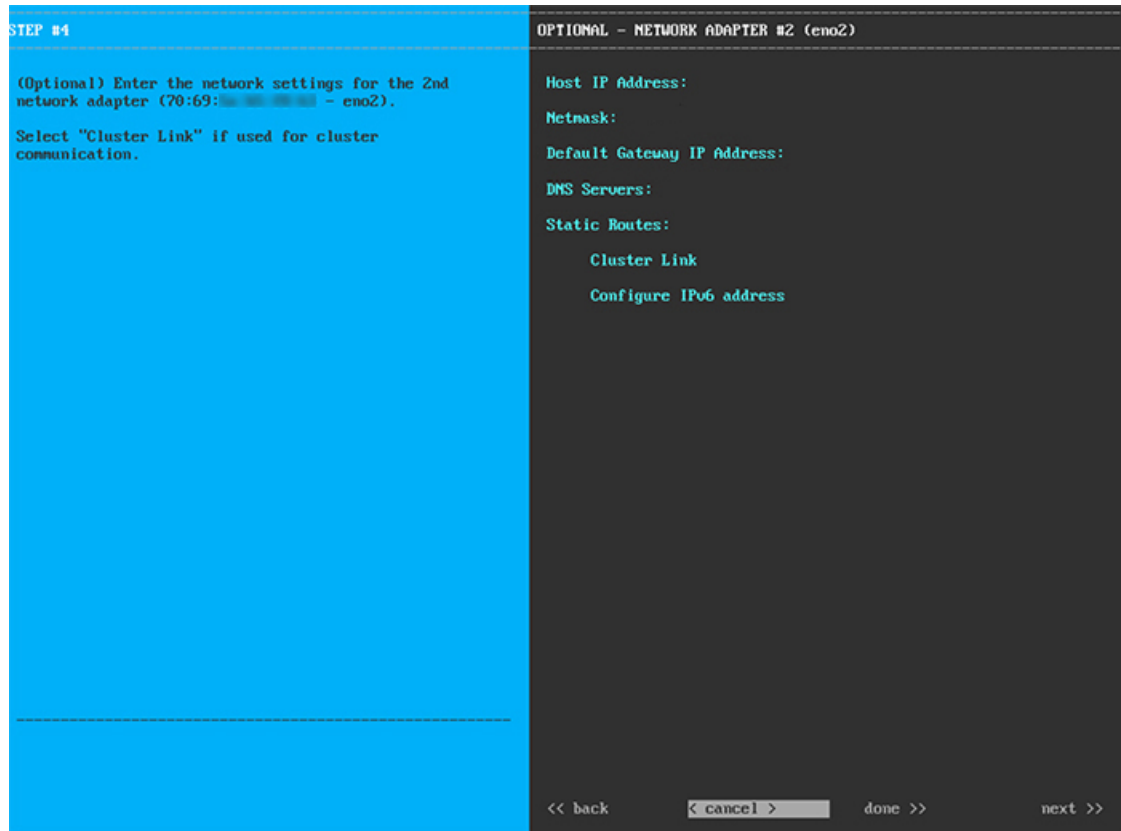 STEP #4
(Optional) Enter the network settings for the 2nd
network adapter (70:69: - eno2).
Select "Cluster Link" if used for cluster
communication.
OPTIONAL - NETWORK ADAPTER #2 (eno2)
Host IP Address:
Netmask:
Default Gateway IP Address:
DNS Servers:
Static Routes:
Cluster Link
Configure IPv6 address
<< back < cancel > done >> next >>